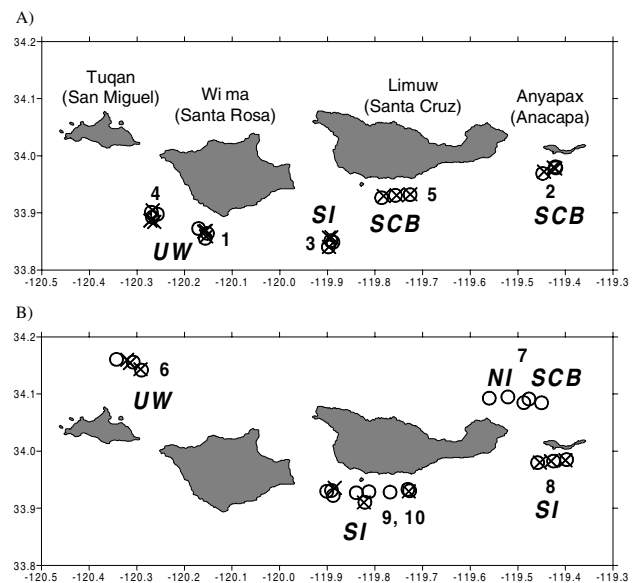 A)
34.2
34.1
34.0
33.9
33.8
Tuqan
(San Miguel)
Wi ma
(Santa Rosa)
Limuw
(Santa Cruz)
Anyapax
(Anacapa)
4
UW
1
SI
3
SCB
5
2
SCB
-120.5 -120.4 -120.3 -120.2 -120.1 -120.0 -119.9 -119.8 -119.7 -119.6 -119.5 -119.4 -119.3
B)
34.2
34.1
34.0
33.9
33.8
6
UW
7
NI SCB
8
SI
SI
9, 10
-120.5 -120.4 -120.3 -120.2 -120.1 -120.0 -119.9 -119.8 -119.7 -119.6 -119.5 -119.4 -119.3